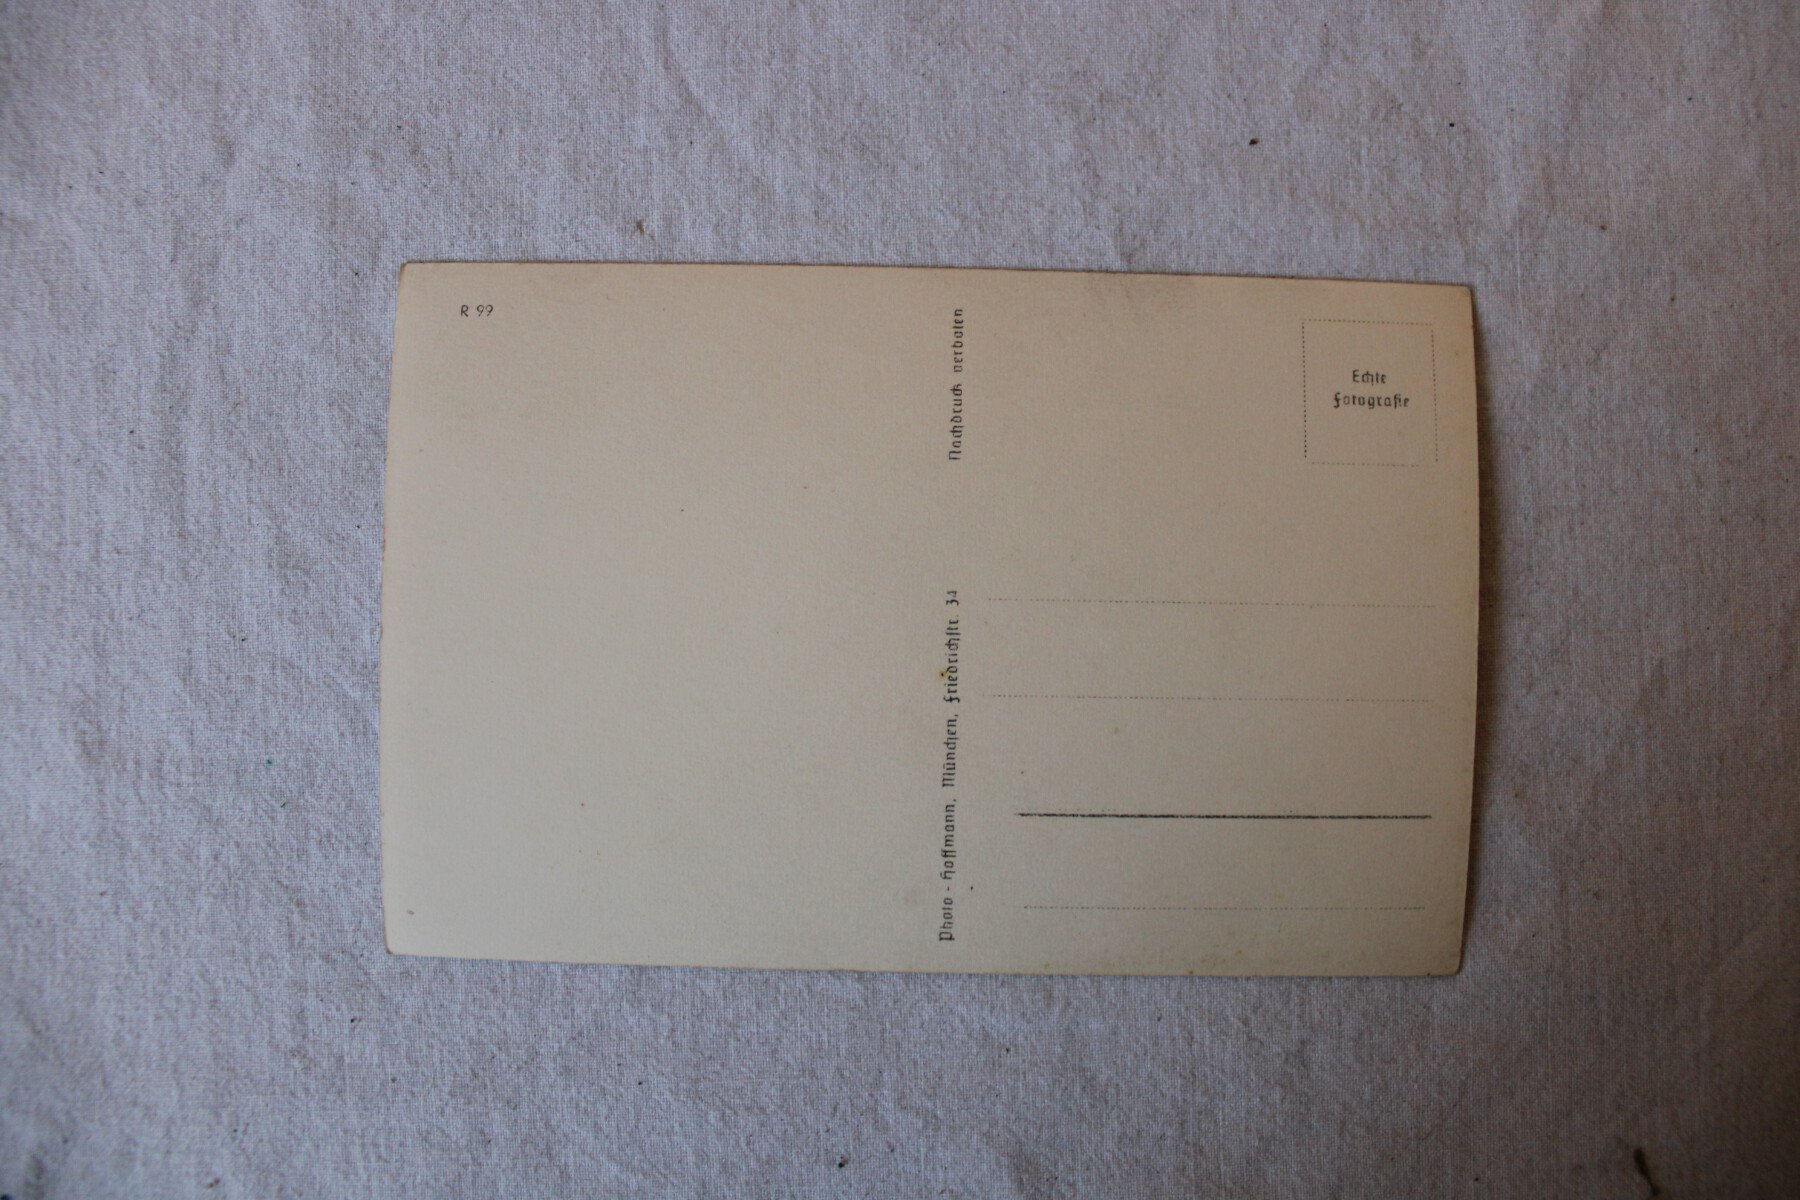 R 99
Photo - Hoffmann, München, Friedrichstr. 34
Nachdruck verboten
Echte
Fotografie